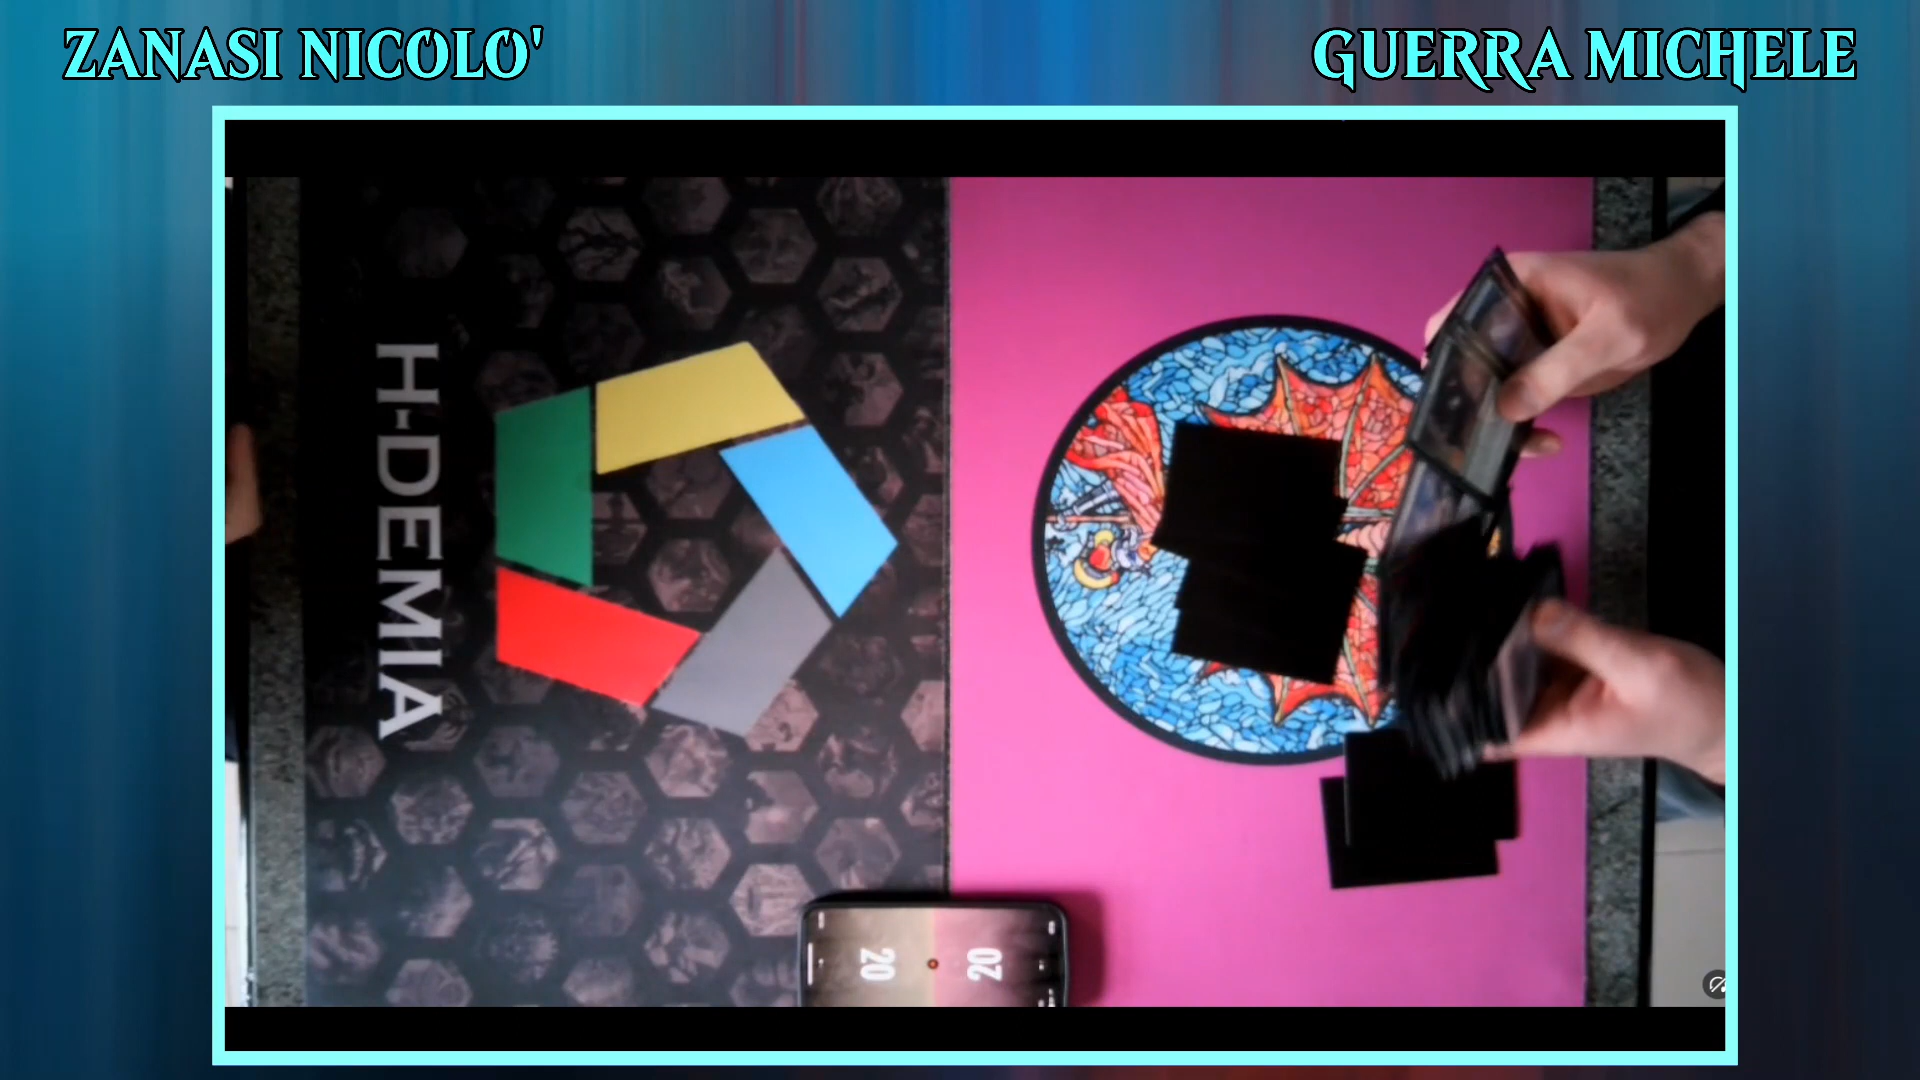 ZANASI NICOLO'
GUERRA MICHELE
H-DEMIA
20
20